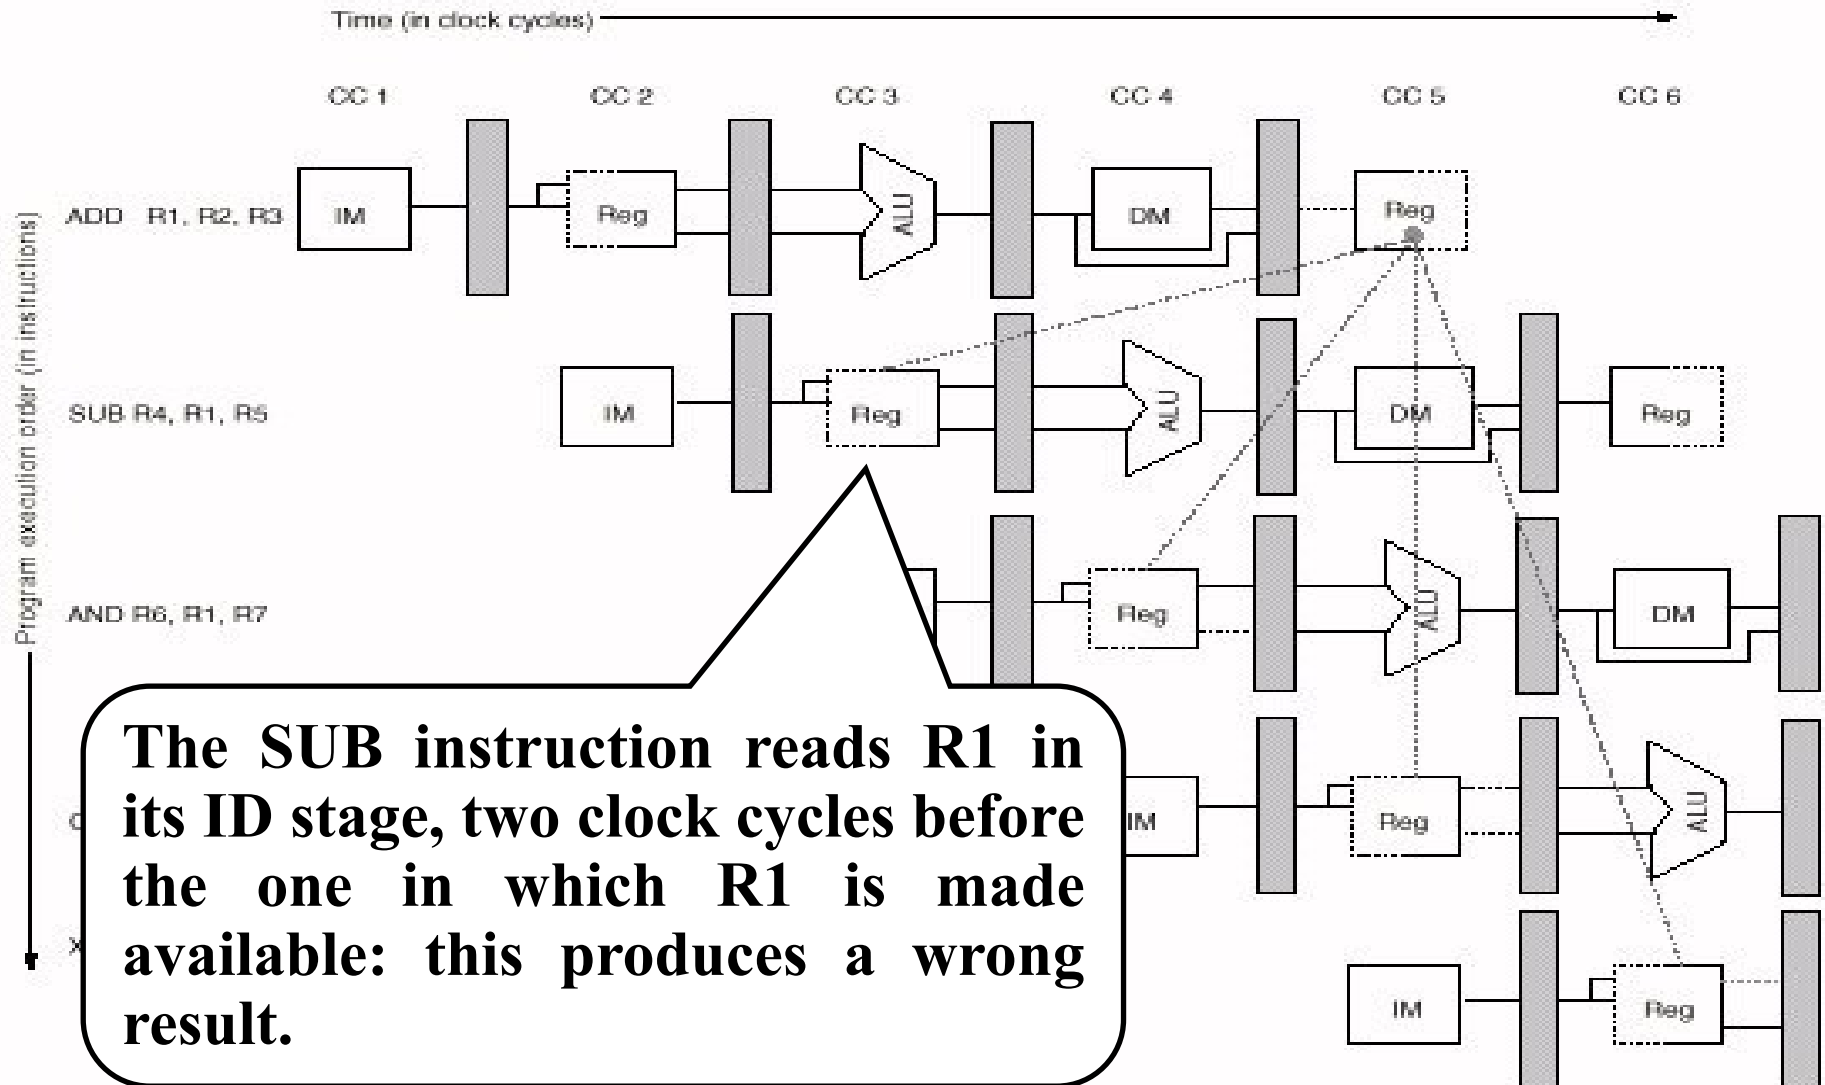 Time (in clock cycles)
CC 1 CC 2 CC 3 CC 4 CC 5 CC 6
Program execution order (in instructions)
ADD R1, R2, R3 IM Reg ALU DM Reg
SUB R4, R1, R5 IM Reg ALU DM Reg
AND R6, R1, R7 Reg ALU DM
IM Reg ALU
IM Reg
The SUB instruction reads R1 in
its ID stage, two clock cycles before
the one in which R1 is made
available: this produces a wrong
result.